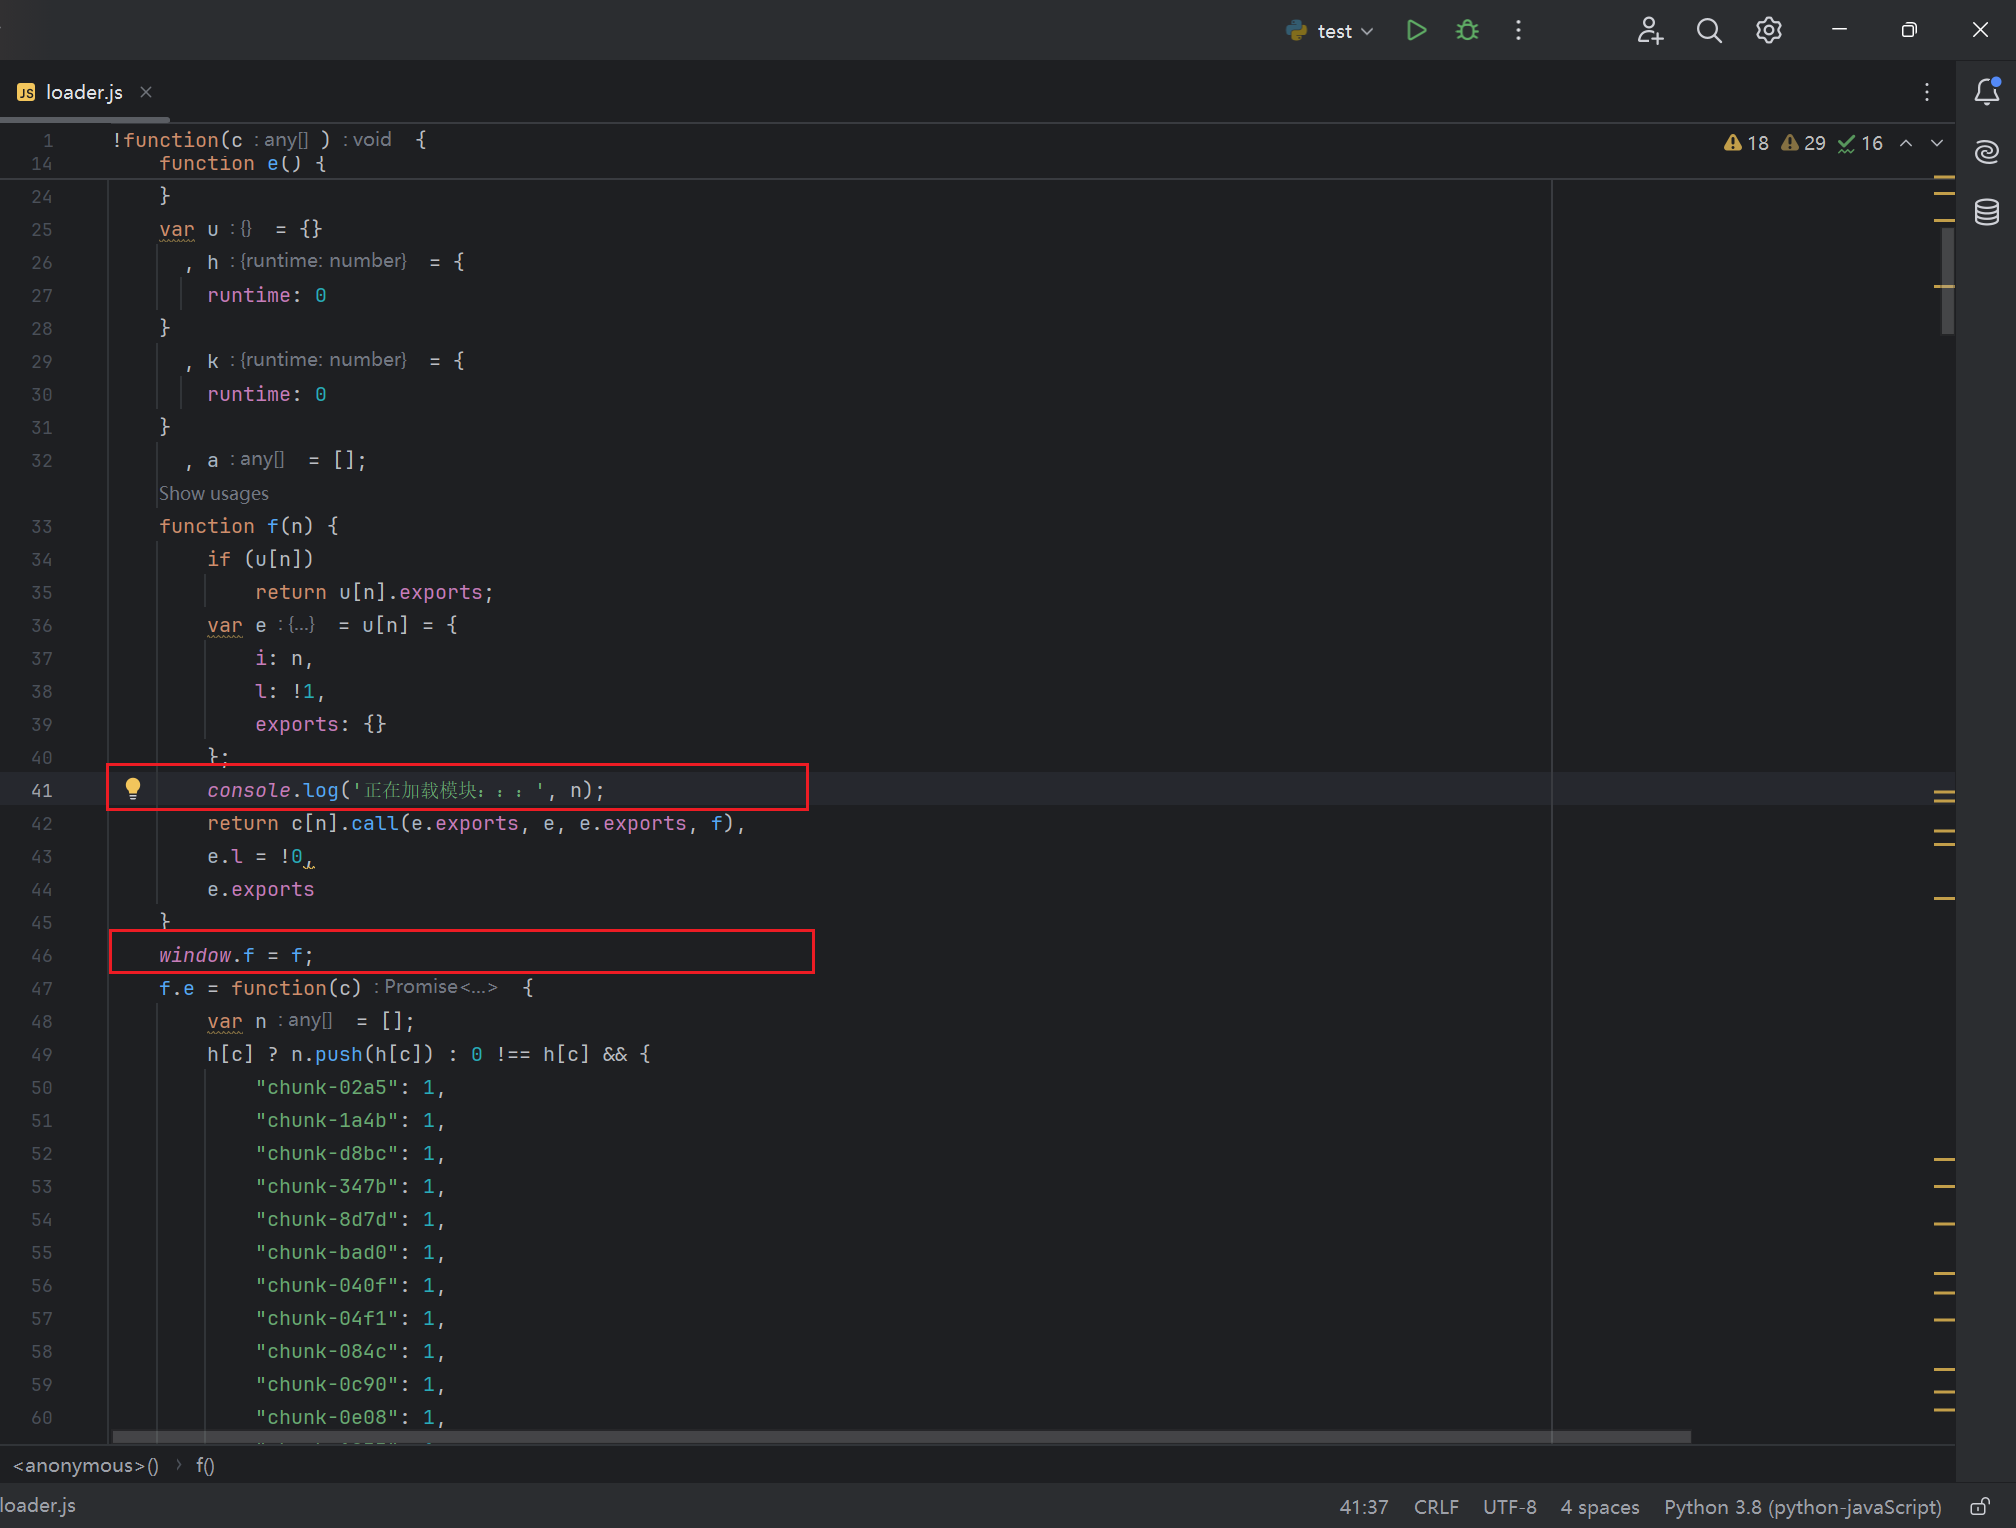 test
loader.js
1 !function(c : any[] ) : void {
14 function e() {
18 29 16
24 }
25 var u : {} = {}
26 , h : {runtime: number} = {
27 runtime: 0
28 }
29 , k : {runtime: number} = {
30 runtime: 0
31 }
32 , a : any[] = [];
Show usages
33 function f(n) {
34 if (u[n])
35 return u[n].exports;
36 var e : {...} = u[n] = {
37 i: n,
38 l: !1,
39 exports: {}
40 };
41 console.log('正在加载模块：：：', n);
42 return c[n].call(e.exports, e, e.exports, f),
43 e.l = !0,
44 e.exports
45 }
46 window.f = f;
47 f.e = function(c) : Promise<...> {
48 var n : any[] = [];
49 h[c] ? n.push(h[c]) : 0 !== h[c] && {
50 "chunk-02a5": 1,
51 "chunk-1a4b": 1,
52 "chunk-d8bc": 1,
53 "chunk-347b": 1,
54 "chunk-8d7d": 1,
55 "chunk-bad0": 1,
56 "chunk-040f": 1,
57 "chunk-04f1": 1,
58 "chunk-084c": 1,
59 "chunk-0c90": 1,
60 "chunk-0e08": 1,
<anonymous>() › f()
loader.js
41:37 CRLF UTF-8 4 spaces Python 3.8 (python-javaScript)